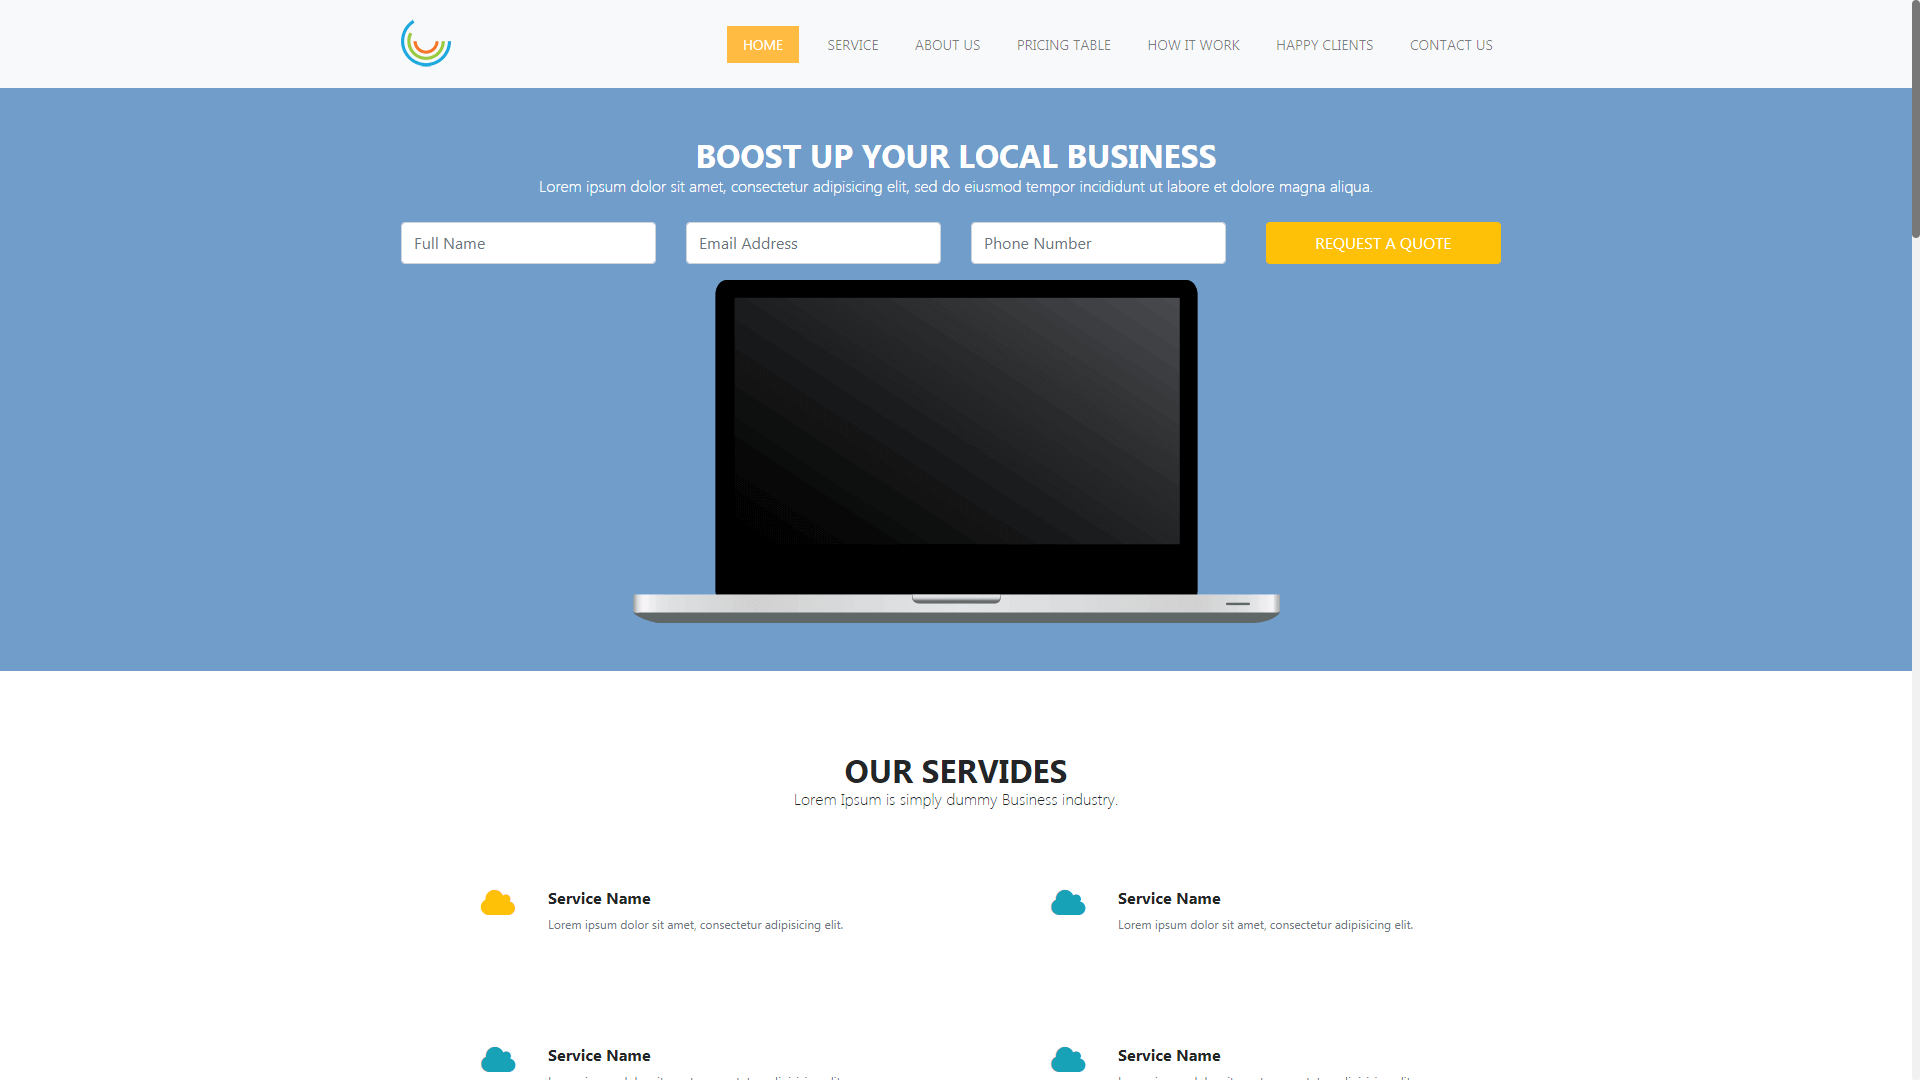 HOME SERVICE ABOUT US PRICING TABLE HOW IT WORK HAPPY CLIENTS CONTACT US
BOOST UP YOUR LOCAL BUSINESS
Lorem ipsum dolor sit amet, consectetur adipisicing elit, sed do eiusmod tempor incididunt ut labore et dolore magna aliqua.
Full Name Email Address Phone Number REQUEST A QUOTE
OUR SERVIDES
Lorem Ipsum is simply dummy Business industry.
Service Name
Lorem ipsum dolor sit amet, consectetur adipisicing elit.
Service Name
Lorem ipsum dolor sit amet, consectetur adipisicing elit.
Service Name
Service Name